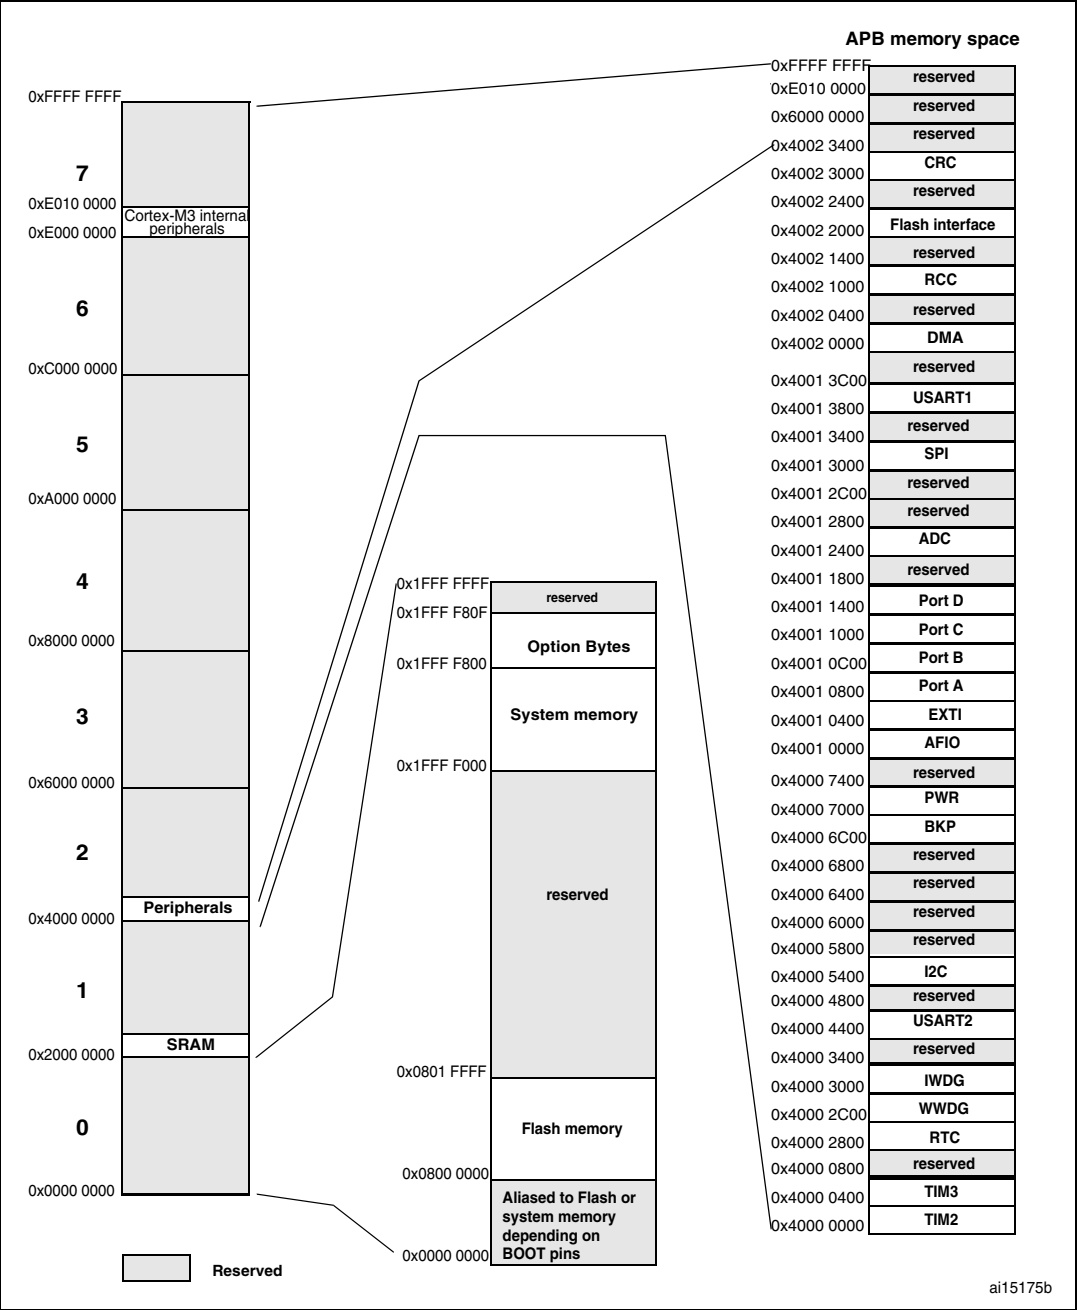 APB memory space
0xFFFF FFFF
7
0xE010 0000
Cortex-M3 internal
peripherals
0xE000 0000
6
0xC000 0000
5
0xA000 0000
4
0x8000 0000
3
0x6000 0000
2
Peripherals
0x4000 0000
1
SRAM
0x2000 0000
0
0x0000 0000
Reserved
0x1FFF FFFF
reserved
0x1FFF F80F
Option Bytes
0x1FFF F800
System memory
0x1FFF F000
reserved
0x0801 FFFF
Flash memory
0x0800 0000
Aliased to Flash or
system memory
depending on
BOOT pins
0x0000 0000
0xFFFF FFFF
reserved
0xE010 0000
reserved
0x6000 0000
reserved
0x4002 3400
CRC
0x4002 3000
reserved
0x4002 2400
Flash interface
0x4002 2000
reserved
0x4002 1400
RCC
0x4002 1000
reserved
0x4002 0400
DMA
0x4002 0000
reserved
0x4001 3C00
USART1
0x4001 3800
reserved
0x4001 3400
SPI
0x4001 3000
reserved
0x4001 2C00
reserved
0x4001 2800
ADC
0x4001 2400
reserved
0x4001 1800
Port D
0x4001 1400
Port C
0x4001 1000
Port B
0x4001 0C00
Port A
0x4001 0800
EXTI
0x4001 0400
AFIO
0x4001 0000
reserved
0x4000 7400
PWR
0x4000 7000
BKP
0x4000 6C00
reserved
0x4000 6800
reserved
0x4000 6400
reserved
0x4000 6000
reserved
0x4000 5800
I2C
0x4000 5400
reserved
0x4000 4800
USART2
0x4000 4400
reserved
0x4000 3400
IWDG
0x4000 3000
WWDG
0x4000 2C00
RTC
0x4000 2800
reserved
0x4000 0800
TIM3
0x4000 0400
TIM2
0x4000 0000
ai15175b